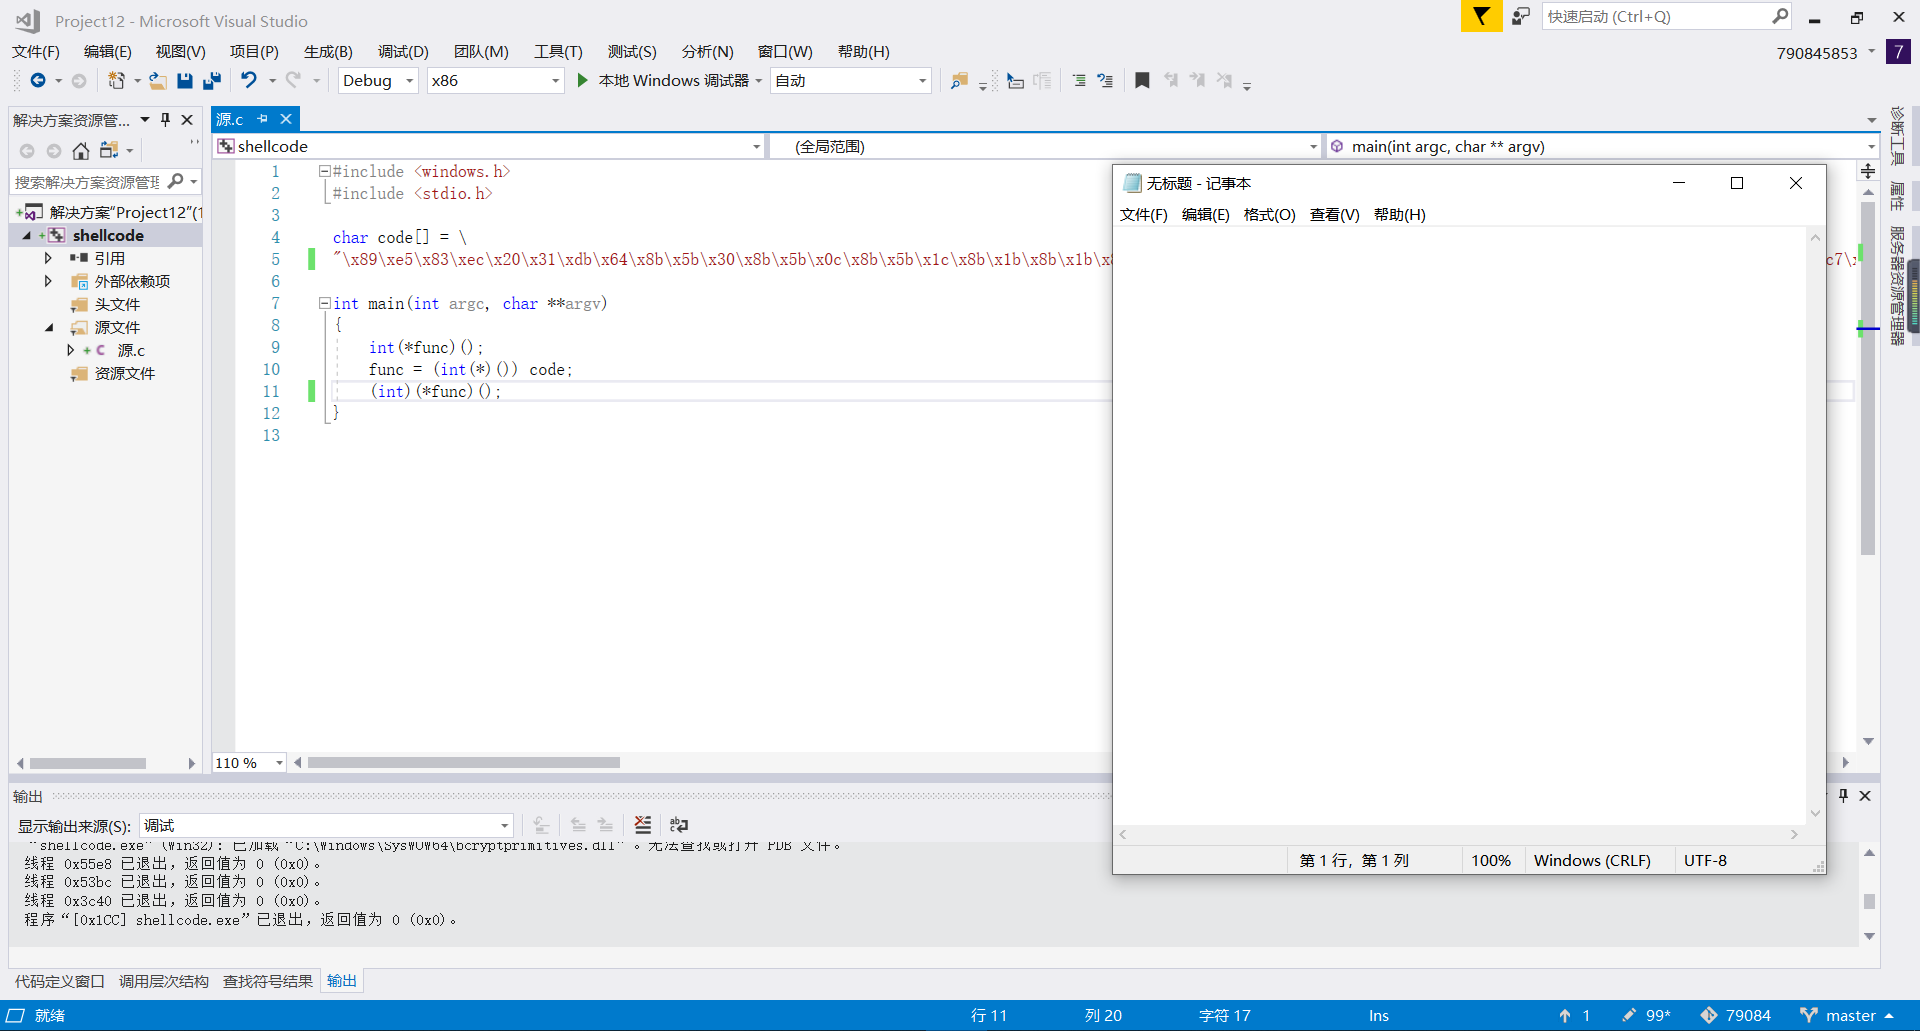 Project12 - Microsoft Visual Studio
快速启动 (Ctrl+Q)
文件(F) 编辑(E) 视图(V) 项目(P) 生成(B) 调试(D) 团队(M) 工具(T) 测试(S) 分析(N) 窗口(W) 帮助(H)
790845853 7
Debug x86 本地 Windows 调试器 自动
解决方案资源管...
源.c
shellcode (全局范围) main(int argc, char ** argv)
搜索解决方案资源管理
解决方案"Project12"(1
shellcode
引用
外部依赖项
头文件
源文件
源.c
资源文件
1 #include <windows.h>
2 #include <stdio.h>
3
4 char code[] = \
5 "\x89\xe5\x83\xec\x20\x31\xdb\x64\x8b\x5b\x30\x8b\x5b\x0c\x8b\x5b\x1c\x8b\x1b\x8b\x1b\x c7\x
6
7 int main(int argc, char **argv)
8 {
9 int(*func)();
10 func = (int(*)()) code;
11 (int)(*func)();
12 }
13
110 %
无标题 - 记事本
文件(F) 编辑(E) 格式(O) 查看(V) 帮助(H)
第 1 行，第 1 列 100% Windows (CRLF) UTF-8
诊断工具
属性
服务器资源管理器
输出
显示输出来源(S): 调试
"shellcode.exe" (Win32): 已加载 "C:\Windows\SysWOW64\bcryptprimitives.dll"。无法查找或打开 PDB 文件。
线程 0x55e8 已退出，返回值为 0 (0x0)。
线程 0x53bc 已退出，返回值为 0 (0x0)。
线程 0x3c40 已退出，返回值为 0 (0x0)。
程序“[0x1CC] shellcode.exe”已退出，返回值为 0 (0x0)。
代码定义窗口 调用层次结构 查找符号结果 输出
就绪 行 11 列 20 字符 17 Ins 1 99* 79084 master